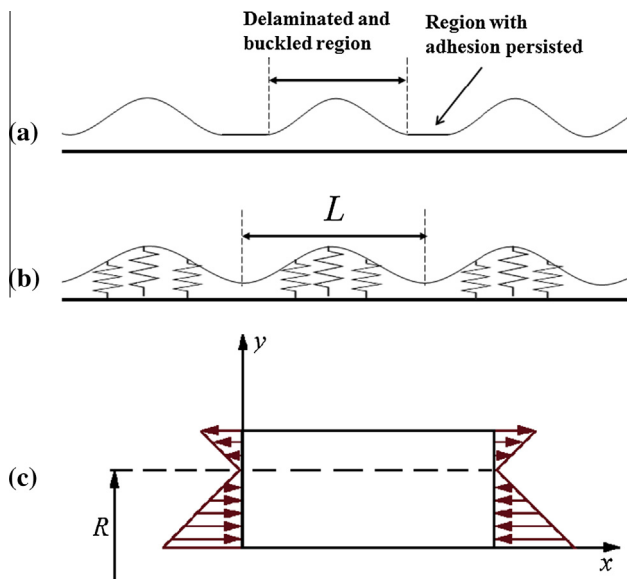 Delaminated and
buckled region
Region with
adhesion persisted
(a)
L
(b)
y
(c)
R
x